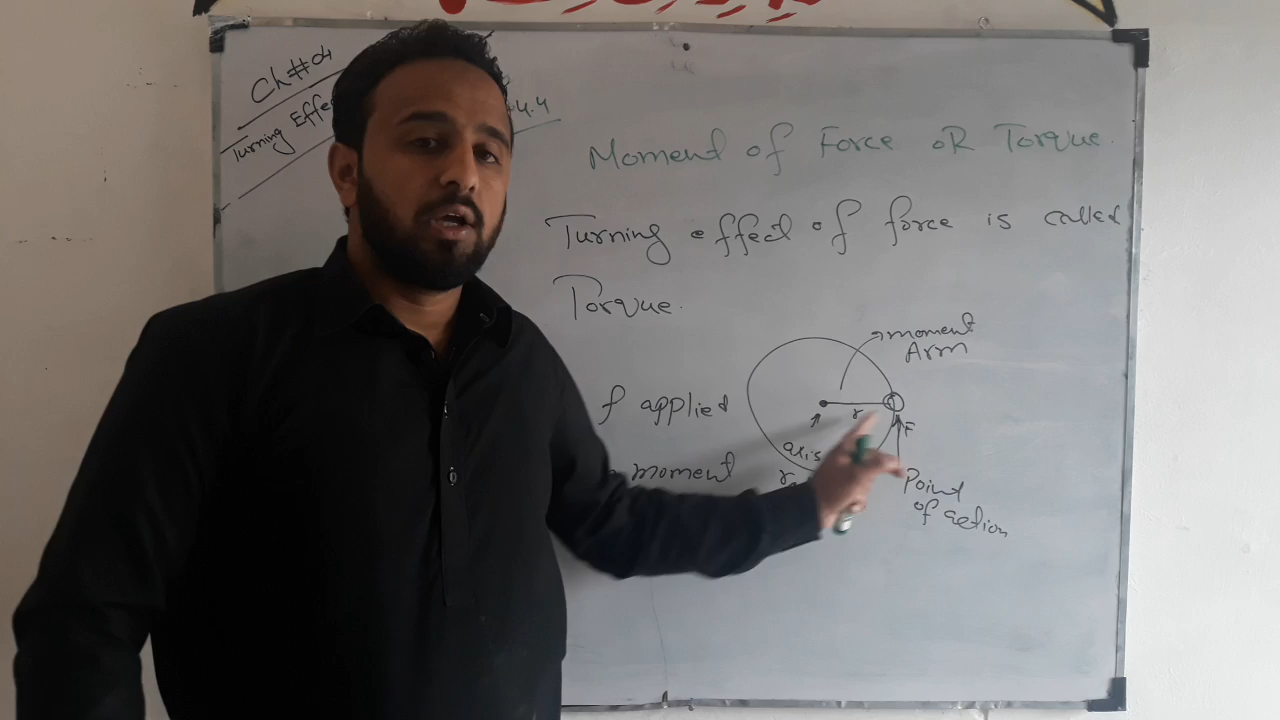 Ch#04
Turning
4.4
Moment of Force oR Torque.
Turning effect of force is called
Torque.
moment
Arm
f applied
r
F
axis
moment
Point
of action